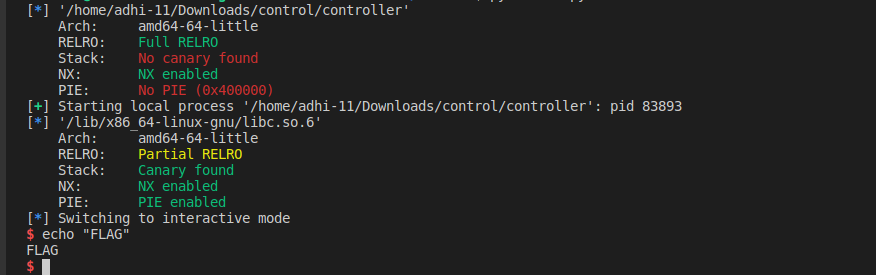 [*] '/home/adhi-11/Downloads/control/controller'
Arch: amd64-64-little
RELRO: Full RELRO
Stack: No canary found
NX: NX enabled
PIE: No PIE (0x400000)
[+] Starting local process '/home/adhi-11/Downloads/control/controller': pid 83893
[*] '/lib/x86_64-linux-gnu/libc.so.6'
Arch: amd64-64-little
RELRO: Partial RELRO
Stack: Canary found
NX: NX enabled
PIE: PIE enabled
[*] Switching to interactive mode
$ echo "FLAG"
FLAG
$